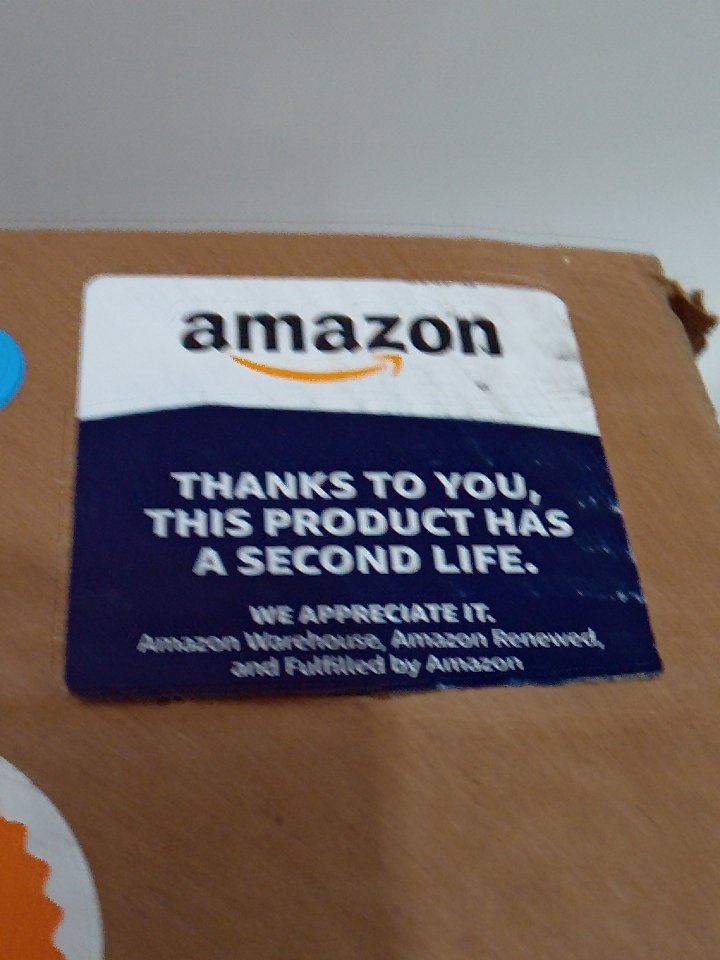 amazon
THANKS TO YOU,
THIS PRODUCT HAS
A SECOND LIFE.
WE APPRECIATE IT.
Amazon Warehouse, Amazon Renewed,
and Fulfilled by Amazon